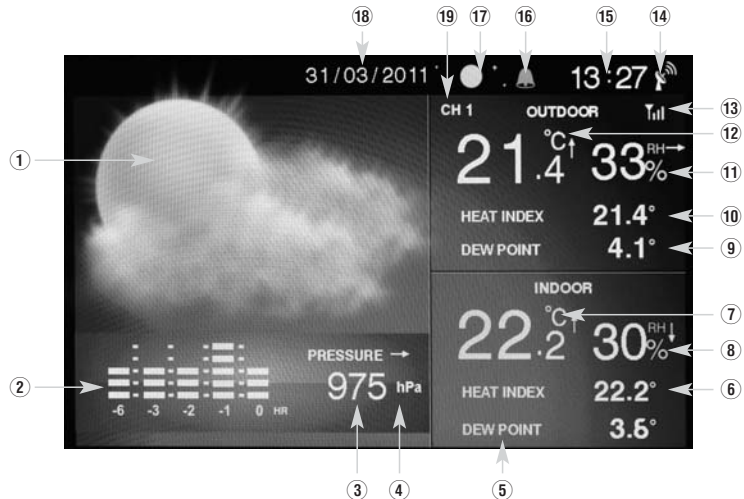 18 19 17 16 15 14
31/03/2011 13:27
CH 1 OUTDOOR 13
21.4 °C ↑ 33% RH → 12
1 11
HEAT INDEX 21.4° 10
DEW POINT 4.1° 9
INDOOR
22.2 °C ↑ 30% RH ↓ 7
PRESSURE → 8
2 975 hPa
-6 -3 -2 -1 0 HR
HEAT INDEX 22.2° 6
DEW POINT 3.6°
3 4 5